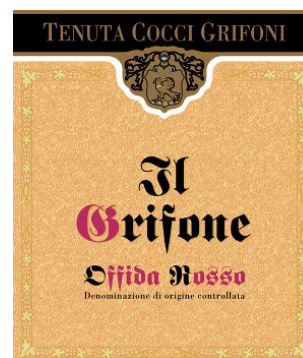 TENUTA COCCI GRIFONI
Il
Grifone
Offida Rosso
Denominazione di origine controllata